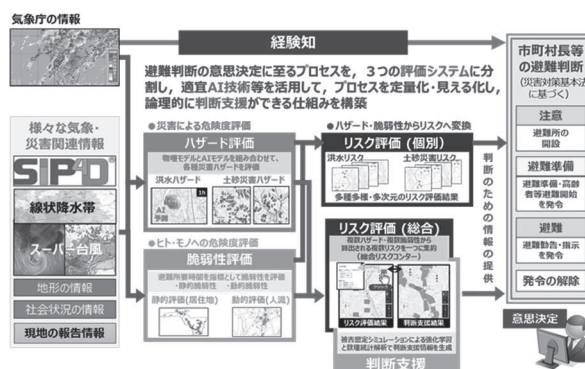 気象庁の情報
経験知
避難判断の意思決定に至るプロセスを，３つの評価システムに分
割し，適宜AI技術等を活用して，プロセスを定量化・見える化し，
論理的に判断支援ができる仕組みを構築
様々な気象・
災害関連情報
SIP4D
線状降水帯
スーパー台風
地形の情報
社会状況の情報
現地の報告情報
●災害による危険度評価
ハザード評価
物理モデルとAIモデルを組み合わせて、
各種災害ハザードを評価
洪水ハザード
土砂災害ハザード
1h
AI
予測
●ヒト・モノへの危険度評価
脆弱性評価
避難所要時間を指標として脆弱性を評価
・静的脆弱性 ・動的脆弱性
静的評価(居住地)
動的評価(人流)
●ハザード・脆弱性からリスクへ変換
リスク評価（個別）
洪水リスク
土砂災害リスク
多種多様・多次元のリスク評価結果
リスク評価（総合）
複数ハザード・複数脆弱性から
算出される複数リスクを一つに集約
(総合リスクコンター)
リスク評価結果
判断支援結果
被害想定シミュレーションによる強化学習
と数理統計解析で判断支援情報を生成
判断支援
判断のための情報の提供
市町村長等
の避難判断
(災害対策基本法
に基づく)
注意
避難所の
開設
避難準備
避難準備・高齢
者等避難開始
を発令
避難
避難勧告・指示
を発令
発令の解除
意思決定